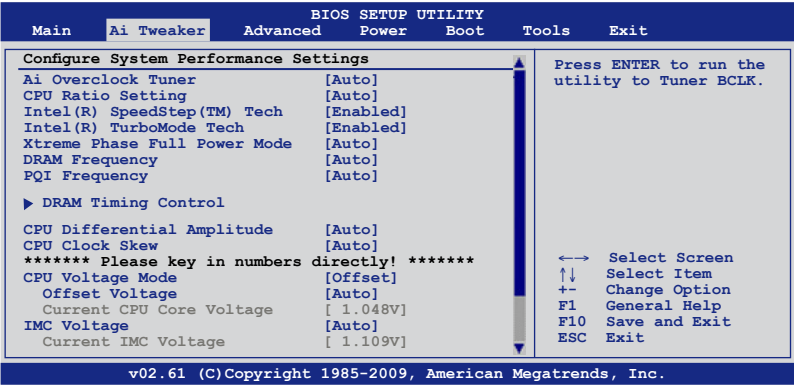 BIOS SETUP UTILITY
Main Ai Tweaker Advanced Power Boot Tools Exit
Configure System Performance Settings
Ai Overclock Tuner [Auto]
CPU Ratio Setting [Auto]
Intel(R) SpeedStep(TM) Tech [Enabled]
Intel(R) TurboMode Tech [Enabled]
Xtreme Phase Full Power Mode [Auto]
DRAM Frequency [Auto]
PQI Frequency [Auto]
DRAM Timing Control
CPU Differential Amplitude [Auto]
CPU Clock Skew [Auto]
******* Please key in numbers directly! *******
CPU Voltage Mode [Offset]
Offset Voltage [Auto]
Current CPU Core Voltage [ 1.048V]
IMC Voltage [Auto]
Current IMC Voltage [ 1.109V]
Press ENTER to run the
utility to Tuner BCLK.
←→ Select Screen
↑↓ Select Item
+- Change Option
F1 General Help
F10 Save and Exit
ESC Exit
v02.61 (C)Copyright 1985-2009, American Megatrends, Inc.